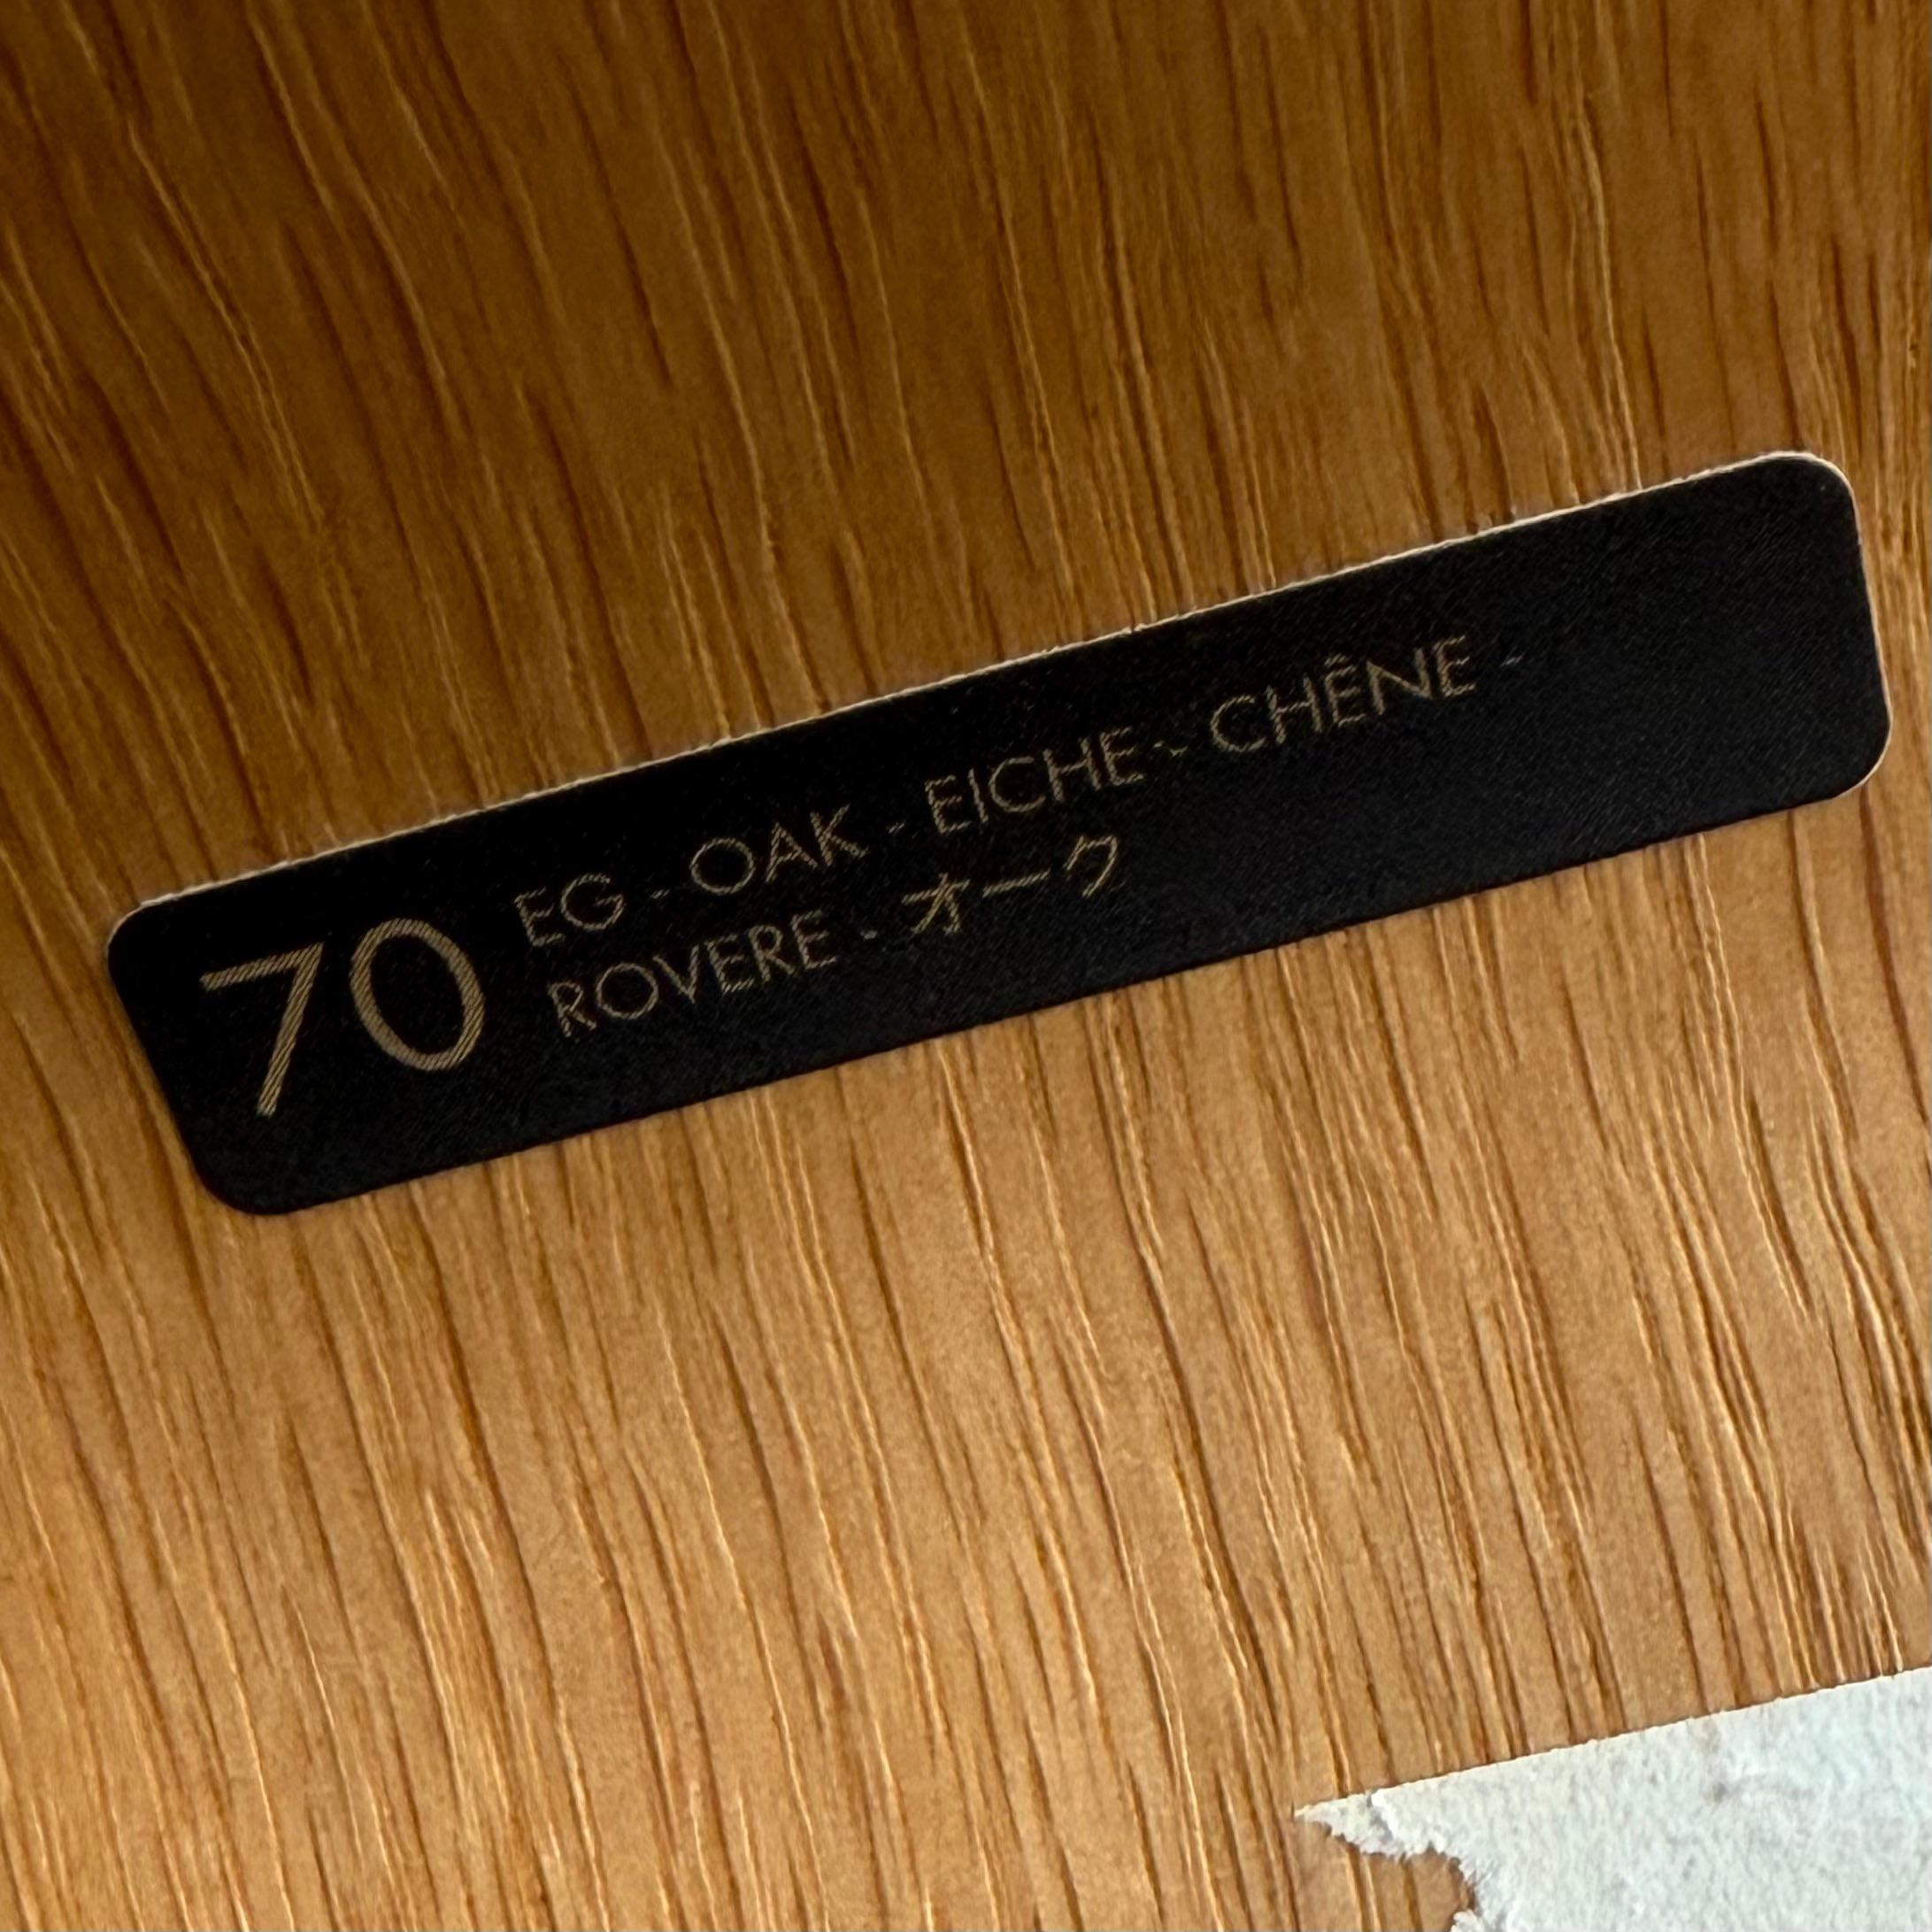 70
EG - OAK - EICHE - CHÊNE -
ROVERE - オーク